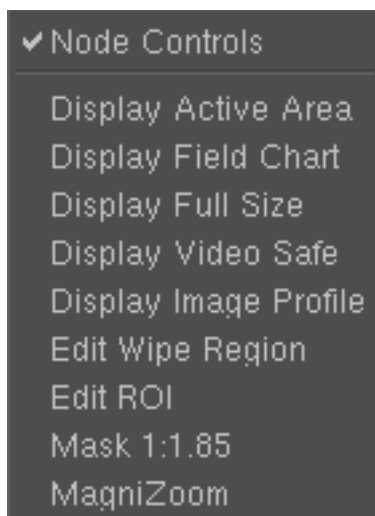 Node Controls
Display Active Area
Display Field Chart
Display Full Size
Display Video Safe
Display Image Profile
Edit Wipe Region
Edit ROI
Mask 1:1.85
MagniZoom